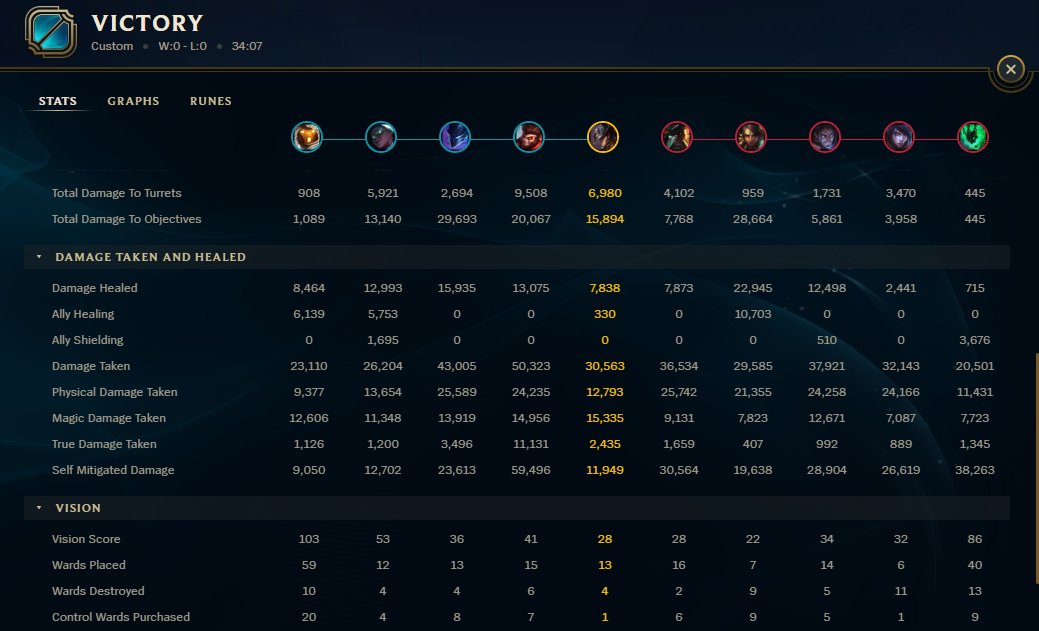 VICTORY
Custom • W:0 - L:0 • 34:07
STATS GRAPHS RUNES
Total Damage To Turrets 908 5,921 2,694 9,508 6,980 4,102 959 1,731 3,470 445
Total Damage To Objectives 1,089 13,140 29,693 20,067 15,894 7,768 28,664 5,861 3,958 445
DAMAGE TAKEN AND HEALED
Damage Healed 8,464 12,993 15,935 13,075 7,838 7,873 22,945 12,498 2,441 715
Ally Healing 6,139 5,753 0 0 330 0 10,703 0 0 0
Ally Shielding 0 1,695 0 0 0 0 0 510 0 3,676
Damage Taken 23,110 26,204 43,005 50,323 30,563 36,534 29,585 37,921 32,143 20,501
Physical Damage Taken 9,377 13,654 25,589 24,235 12,793 25,742 21,355 24,258 24,166 11,431
Magic Damage Taken 12,606 11,348 13,919 14,956 15,335 9,131 7,823 12,671 7,087 7,723
True Damage Taken 1,126 1,200 3,496 11,131 2,435 1,659 407 992 889 1,345
Self Mitigated Damage 9,050 12,702 23,613 59,496 11,949 30,564 19,638 28,904 26,619 38,263
VISION
Vision Score 103 53 36 41 28 28 22 34 32 86
Wards Placed 59 12 13 15 13 16 7 14 6 40
Wards Destroyed 10 4 4 6 4 2 9 5 11 13
Control Wards Purchased 20 4 8 7 1 6 9 5 1 9